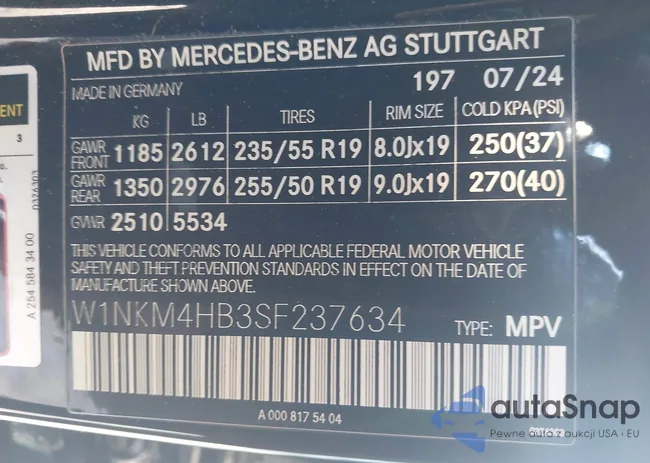 MFD BY MERCEDES-BENZ AG STUTTGART
MADE IN GERMANY 197 07/24
KG LB TIRES RIM SIZE COLD KPA(PSI)
GAWR FRONT 1185 2612 235/55 R19 8.0Jx19 250(37)
GAWR REAR 1350 2976 255/50 R19 9.0Jx19 270(40)
GVWR 2510 5534
THIS VEHICLE CONFORMS TO ALL APPLICABLE FEDERAL MOTOR VEHICLE
SAFETY AND THEFT PREVENTION STANDARDS IN EFFECT ON THE DATE OF
MANUFACTURE SHOWN ABOVE.
W1NKM4HB3SF237634 TYPE: MPV
A 000 817 54 04
ENT
3
s.
0326303
A 254 584 34 00
autaSnap
Pewne auta z aukcji USA i EU